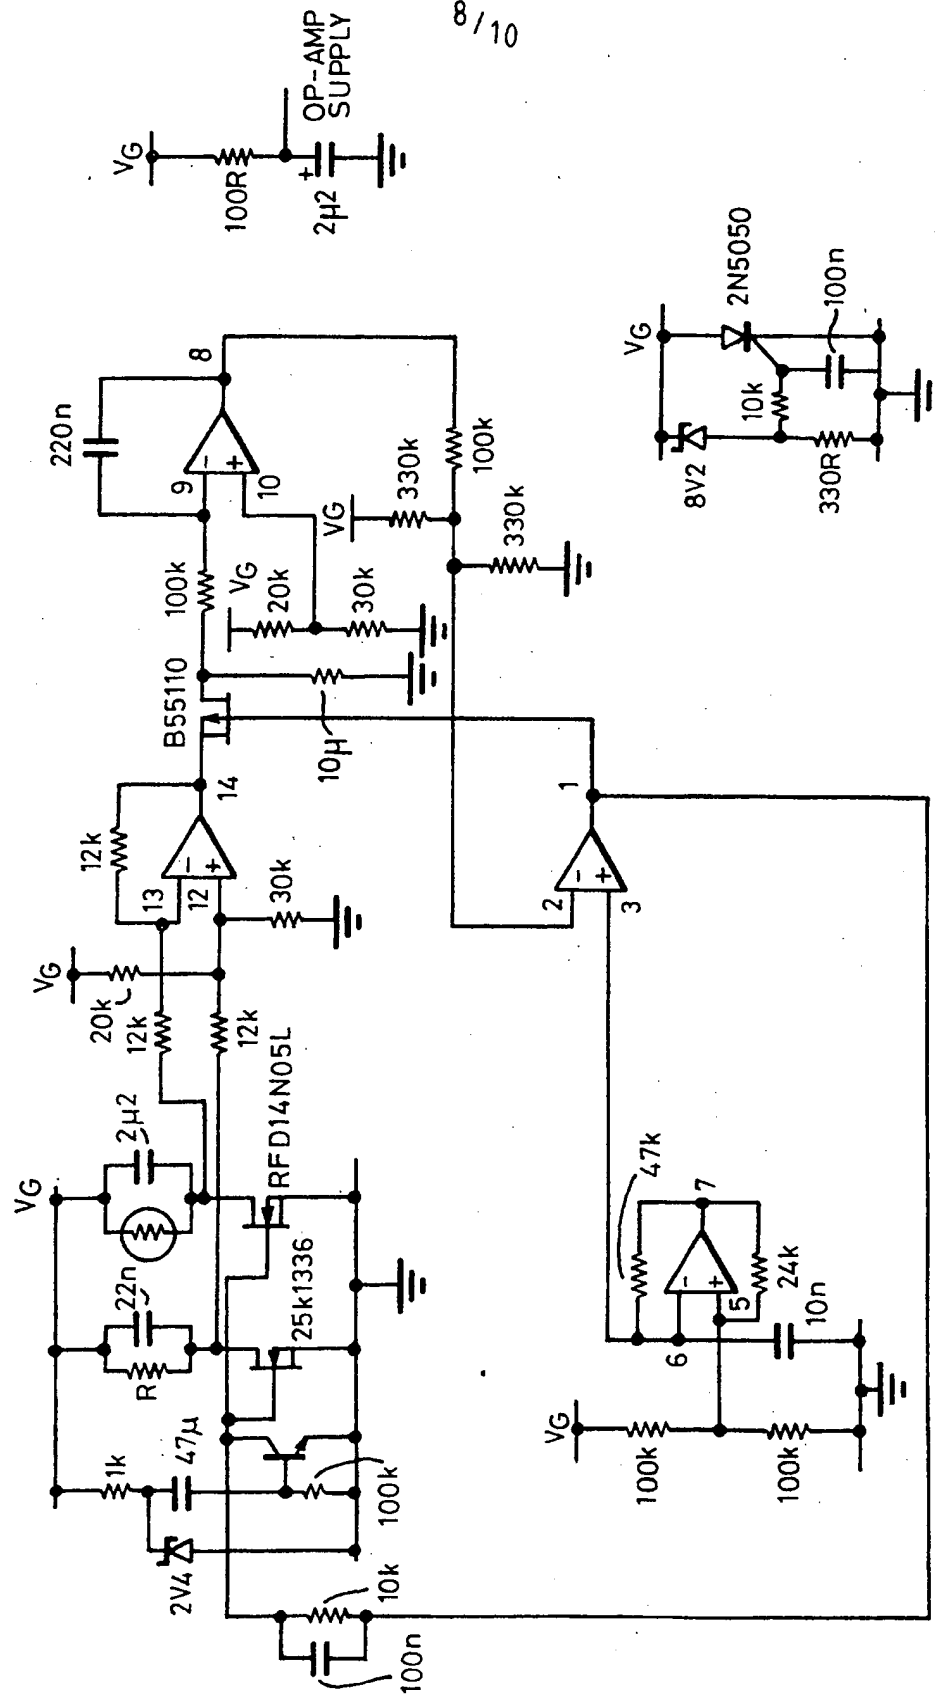 8/10
VG
100R
2µ2
+
OP-AMP
SUPPLY
220n
8
9
10
-
+
100k
VG
20k
30k
VG
330k
100k
330k
B55110
10µ
12k
13
12
-
+
14
30k
VG
20k
12k
12k
VG
2µ2
22n
R
1k
47µ
2V4
100k
RFD14N05L
25k1336
10k
100n
2
3
-
+
1
47k
7
-
+
5
6
24k
10n
VG
100k
100k
VG
8V2
2N5050
10k
100n
330R